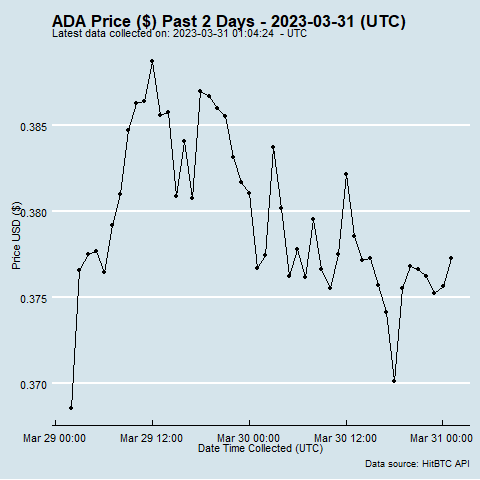 ADA Price ($) Past 2 Days - 2023-03-31 (UTC)
Latest data collected on: 2023-03-31 01:04:24 - UTC
0.385
0.380
0.375
0.370
Price USD ($)
Mar 29 00:00 Mar 29 12:00 Mar 30 00:00 Mar 30 12:00 Mar 31 00:00
Date Time Collected (UTC)
Data source: HitBTC API